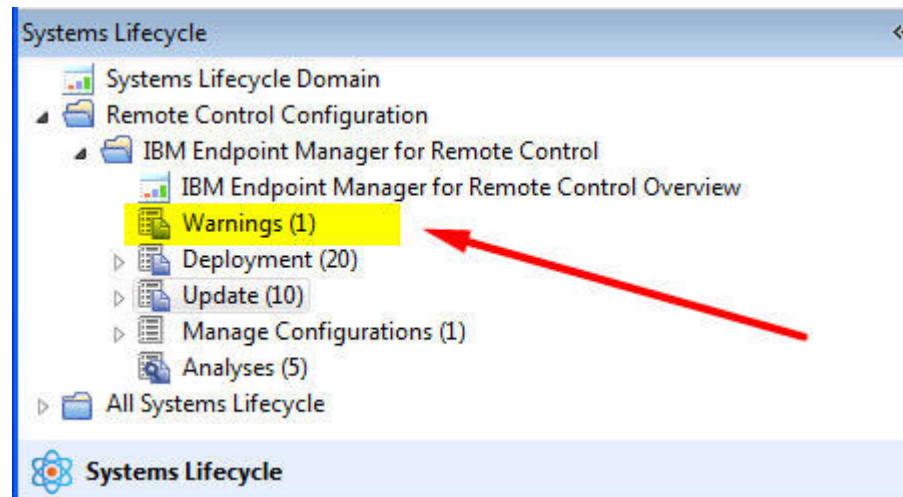 Systems Lifecycle
Systems Lifecycle Domain
Remote Control Configuration
IBM Endpoint Manager for Remote Control
IBM Endpoint Manager for Remote Control Overview
Warnings (1)
Deployment (20)
Update (10)
Manage Configurations (1)
Analyses (5)
All Systems Lifecycle
Systems Lifecycle